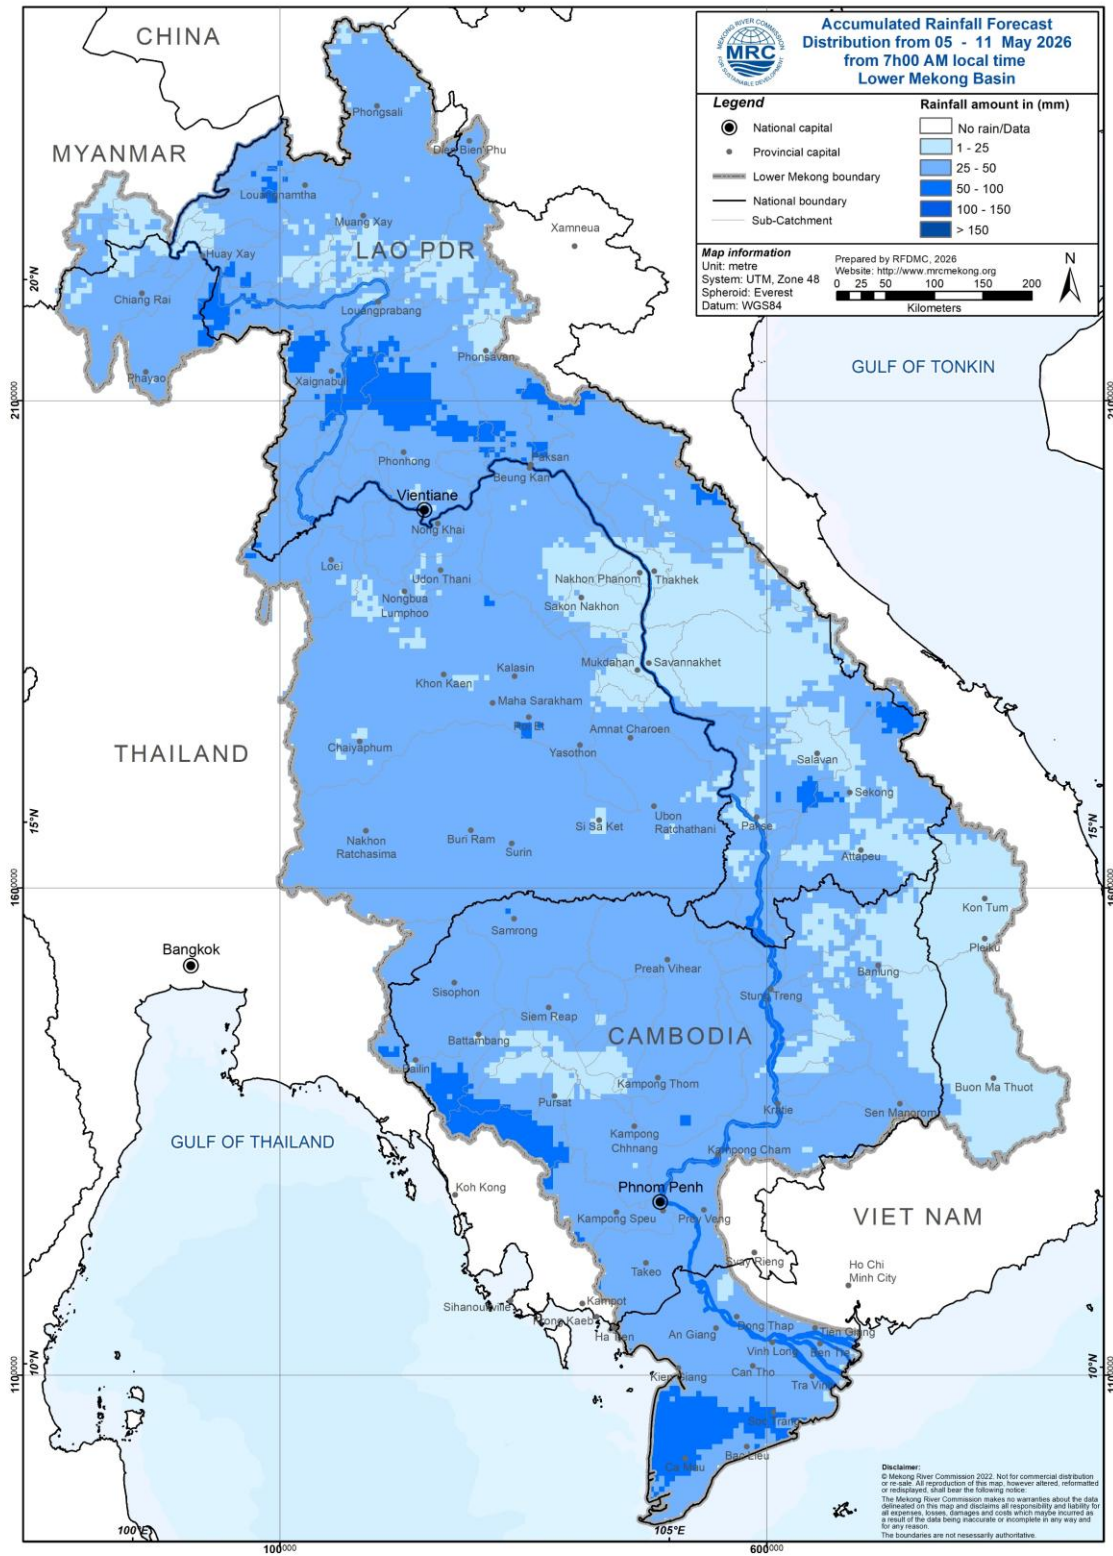 MEKONG RIVER COMMISSION
MRC
FOR SUSTAINABLE DEVELOPMENT
Accumulated Rainfall Forecast
Distribution from 05 - 11 May 2026
from 7h00 AM local time
Lower Mekong Basin
Legend
National capital
Provincial capital
Lower Mekong boundary
National boundary
Sub-Catchment
Rainfall amount in (mm)
No rain/Data
1 - 25
25 - 50
50 - 100
100 - 150
> 150
Map information
Unit: metre
System: UTM, Zone 48
Spheroid: Everest
Datum: WGS84
Prepared by RFDMC, 2026
Website: http://www.mrcmekong.org
0 25 50 100 150 200
Kilometers
N
CHINA
MYANMAR
Phongsali
Dien Bien Phu
Louangnamtha
Muang Xay
LAO PDR
Xamneua
Huay Xay
20°N
Chiang Rai
Louangprabang
Phonsavan
GULF OF TONKIN
Phayao
Xaignabuli
2100000
2100000
Phonhong
Paksan
Beung Kan
Vientiane
Nong Khai
Loei
Udon Thani
Nakhon Phanom
Thakhek
Nongbua
Lumphoo
Sakon Nakhon
Mukdahan
Savannakhet
Kalasin
Khon Kaen
Maha Sarakham
Roi Et
Amnat Charoen
THAILAND
Chaiyaphum
Yasothon
Salavan
Sekong
15°N
15°N
Nakhon
Ratchasima
Buri Ram
Surin
Si Sa Ket
Ubon
Ratchathani
Pakse
Attapeu
1600000
1600000
Kon Tum
Samrong
Pleiku
Bangkok
Preah Vihear
Banlung
Sisophon
Stung Treng
Siem Reap
Battambang
CAMBODIA
Pailin
Kampong Thom
Buon Ma Thuot
Pursat
Kratie
Sen Monorom
GULF OF THAILAND
Kampong
Chhnang
Kampong Cham
Koh Kong
Phnom Penh
Kampong Speu
Prey Veng
VIET NAM
Svay Rieng
Takeo
Ho Chi
Minh City
Sihanoukville
Kampot
Krong Kaeb
Ha Tien
An Giang
Dong Thap
Tien Giang
Vinh Long
Ben Tre
10°N
10°N
1100000
1100000
Kien Giang
Can Tho
Tra Vinh
Soc Trang
Bac Lieu
Ca Mau
Disclaimer:
© Mekong River Commission 2022. Not for commercial distribution
or re-sale. All reproduction of this map, however altered, reformatted
or redisplayed, shall bear the following notice:
The Mekong River Commission makes no warranties about the data
delineated on this map and disclaims all responsibility and liability for
all expenses, losses, damages and costs which maybe incurred as
a result of the data being inaccurate or incomplete in any way and
for any reason.
The boundaries are not nesessarily authoritative.
100°E
105°E
100000
600000